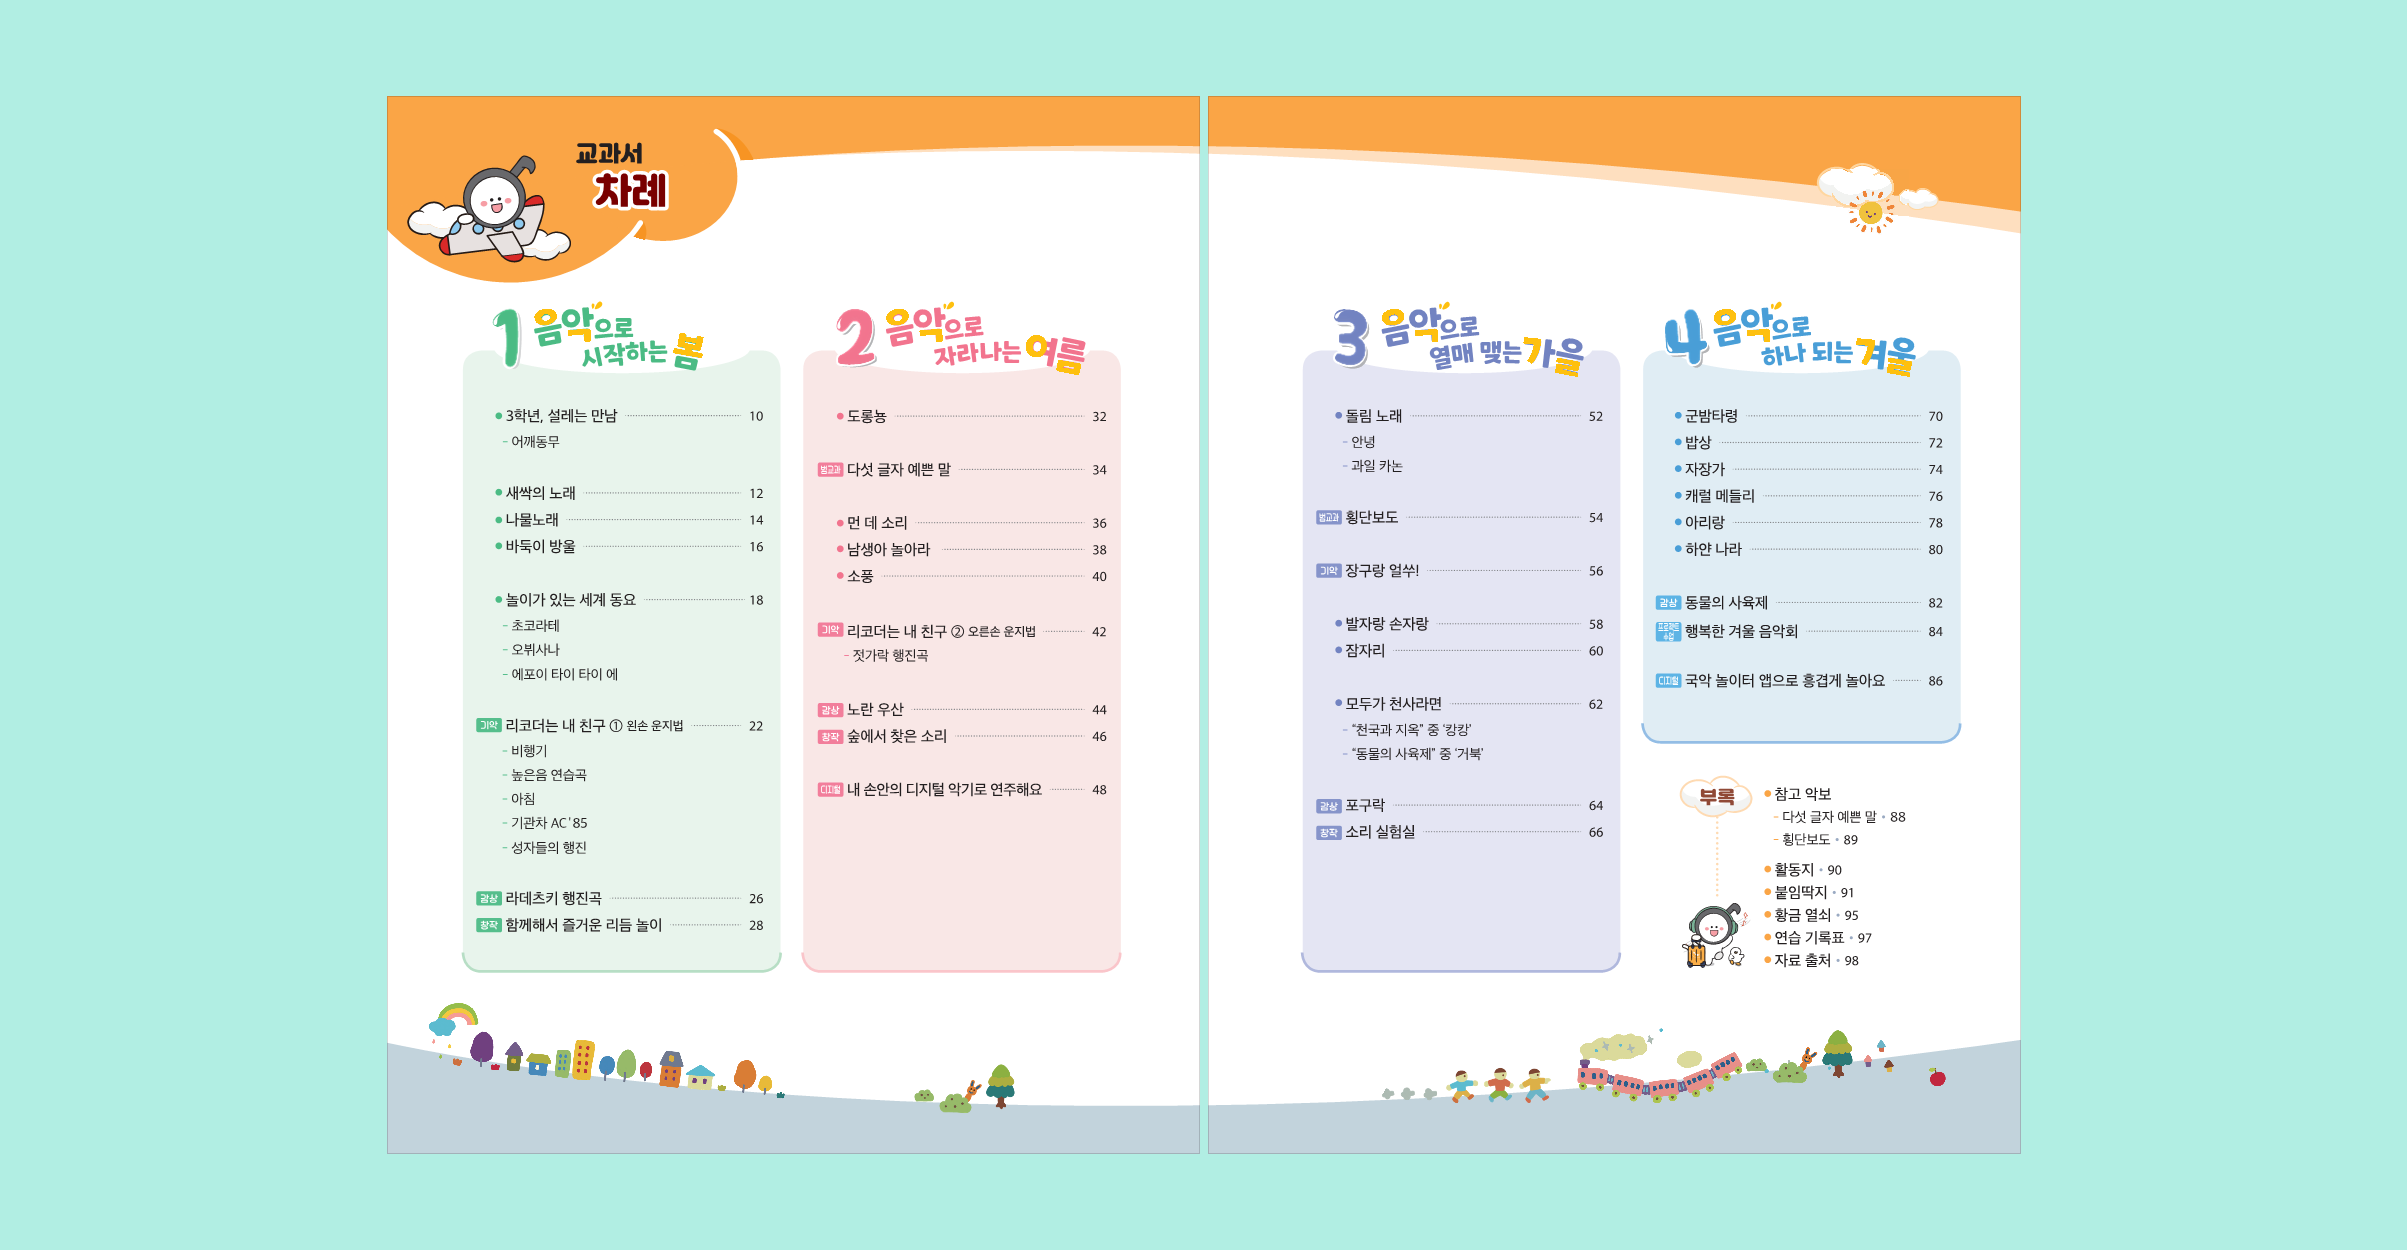 교과서
차례
1 음악으로
시작하는 봄
3학년, 설레는 만남 10
- 어깨동무
새싹의 노래 12
나물노래 14
바둑이 방울 16
놀이가 있는 세계 동요 18
- 초코라테
- 오뷔사나
- 에포이 타이 타이 에
기악 리코더는 내 친구 ① 왼손 운지법 22
- 비행기
- 높은음 연습곡
- 아침
- 기관차 AC'85
- 성자들의 행진
감상 라데츠키 행진곡 26
창작 함께해서 즐거운 리듬 놀이 28
2 음악으로
자라나는 여름
도롱뇽 32
범교과 다섯 글자 예쁜 말 34
먼 데 소리 36
남생아 놀아라 38
소풍 40
기악 리코더는 내 친구 ② 오른손 운지법 42
- 젓가락 행진곡
감상 노란 우산 44
창작 숲에서 찾은 소리 46
디지털 내 손안의 디지털 악기로 연주해요 48
3 음악으로
열매 맺는 가을
돌림 노래 52
- 안녕
- 과일 카논
범교과 횡단보도 54
기악 장구랑 얼쑤! 56
발자랑 손자랑 58
잠자리 60
모두가 천사라면 62
- “천국과 지옥” 중 ‘캉캉’
- “동물의 사육제” 중 ‘거북’
감상 포구락 64
창작 소리 실험실 66
4 음악으로
하나 되는 겨울
군밤타령 70
밥상 72
자장가 74
캐럴 메들리 76
아리랑 78
하얀 나라 80
감상 동물의 사육제 82
프로젝트 수업 행복한 겨울 음악회 84
디지털 국악 놀이터 앱으로 흥겹게 놀아요 86
부록
참고 악보
- 다섯 글자 예쁜 말 • 88
- 횡단보도 • 89
활동지 • 90
붙임딱지 • 91
황금 열쇠 • 95
연습 기록표 • 97
자료 출처 • 98